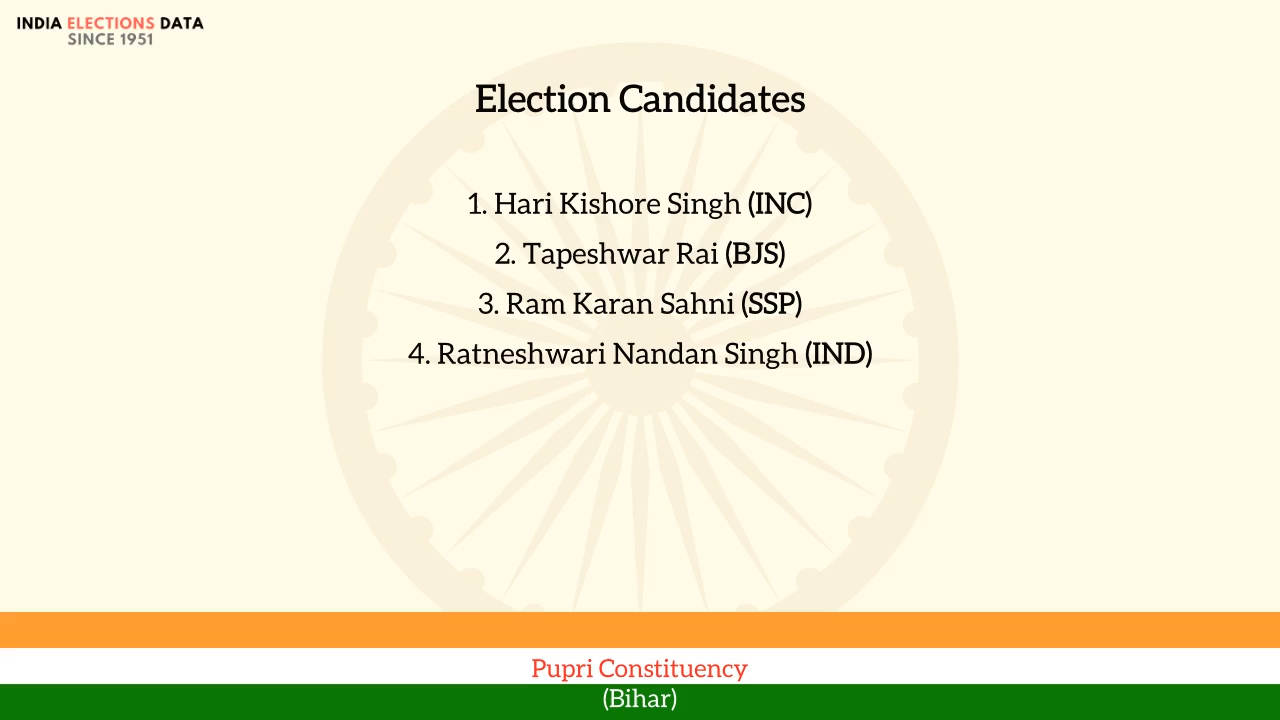 INDIA ELECTIONS DATA
SINCE 1951
Election Candidates
1. Hari Kishore Singh (INC)
2. Tapeshwar Rai (BJS)
3. Ram Karan Sahni (SSP)
4. Ratneshwari Nandan Singh (IND)
Pupri Constituency
(Bihar)